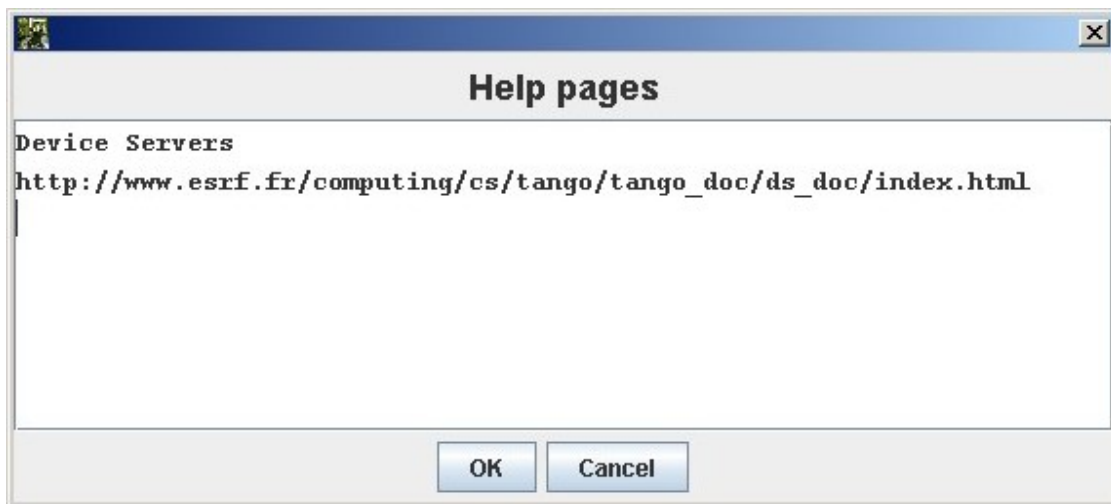 Help pages
Device Servers
http://www.esrf.fr/computing/cs/tango/tango_doc/ds_doc/index.html
OK Cancel